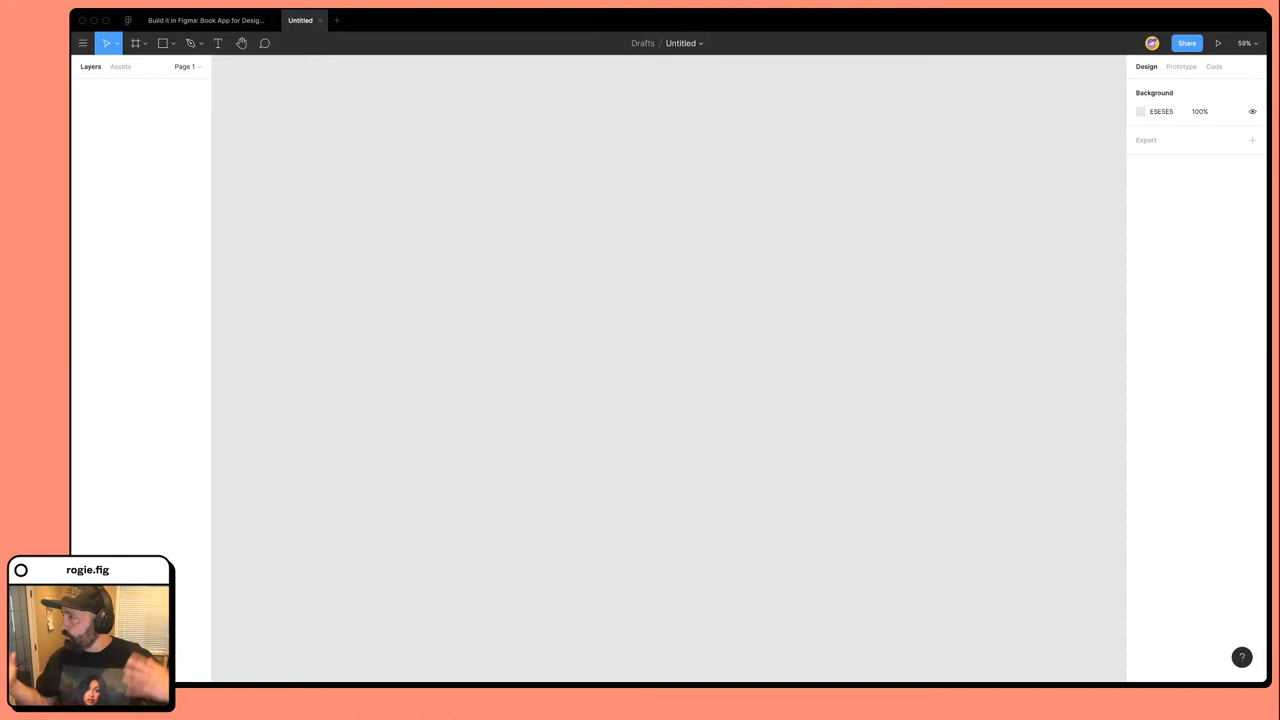 Build it in Figma: Book App for Desig...
Untitled
Drafts / Untitled
Share
59%
Layers
Assets
Page 1
Design
Prototype
Code
Background
E5E5E5
100%
Export
?
rogie.fig